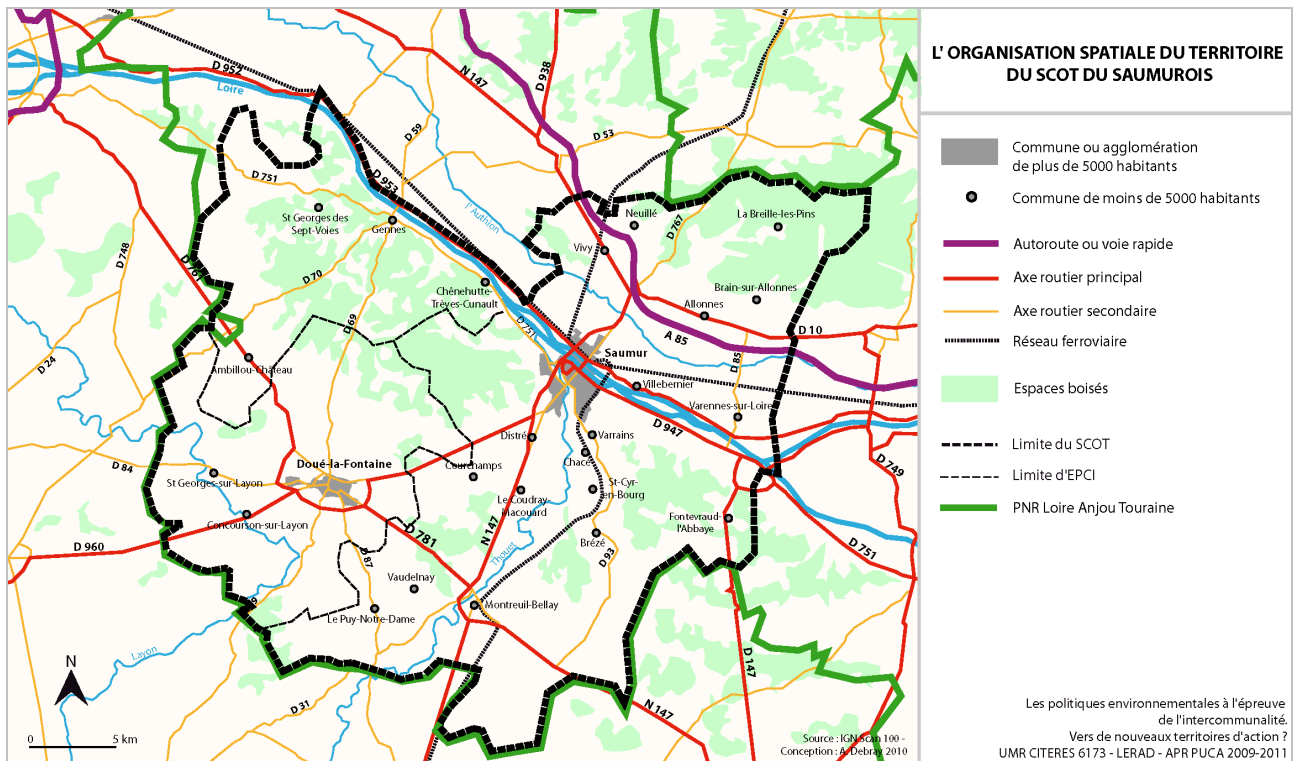 L' ORGANISATION SPATIALE DU TERRITOIRE
DU SCOT DU SAUMUROIS
Commune ou agglomération
de plus de 5000 habitants
Commune de moins de 5000 habitants
Autoroute ou voie rapide
Axe routier principal
Axe routier secondaire
Réseau ferroviaire
Espaces boisés
Limite du SCOT
Limite d'EPCI
PNR Loire Anjou Touraine
Les politiques environnementales à l'épreuve
de l'intercommunalité.
Vers de nouveaux territoires d'action ?
UMR CITERES 6173 - LERAD - APR PUCA 2009-2011
D 952
Loire
N 147
D 938
D 59
D 53
D 751
D 953
l'Authion
St Georges des
Sept-Voies
Gennes
Neuillé
D 767
La Breille-les-Pins
Vivy
D 748
D 761
D 70
Chênehutte-
Trèves-Cunault
Brain-sur-Allonnes
Allonnes
D 69
D 751
A 85
D 10
D 24
Ambillou-Château
Saumur
D 85
Villebernier
Varennes-sur-Loire
D 947
Distré
Varrains
Chacé
D 84
Doué-la-Fontaine
Courchamps
D 749
St Georges-sur-Layon
St-Cyr-
en-Bourg
Le Coudray-
Macouard
Concourson-sur-Layon
Fontevraud-
l'Abbaye
D 781
N 147
D 960
Brézé
D 751
D 87
Thouet
D 93
Vaudelnay
Montreuil-Bellay
Le Puy-Notre-Dame
Layon
D 147
N
D 31
N 147
0
5 km
Source : IGN Scan 100 -
Conception : A. Debray 2010